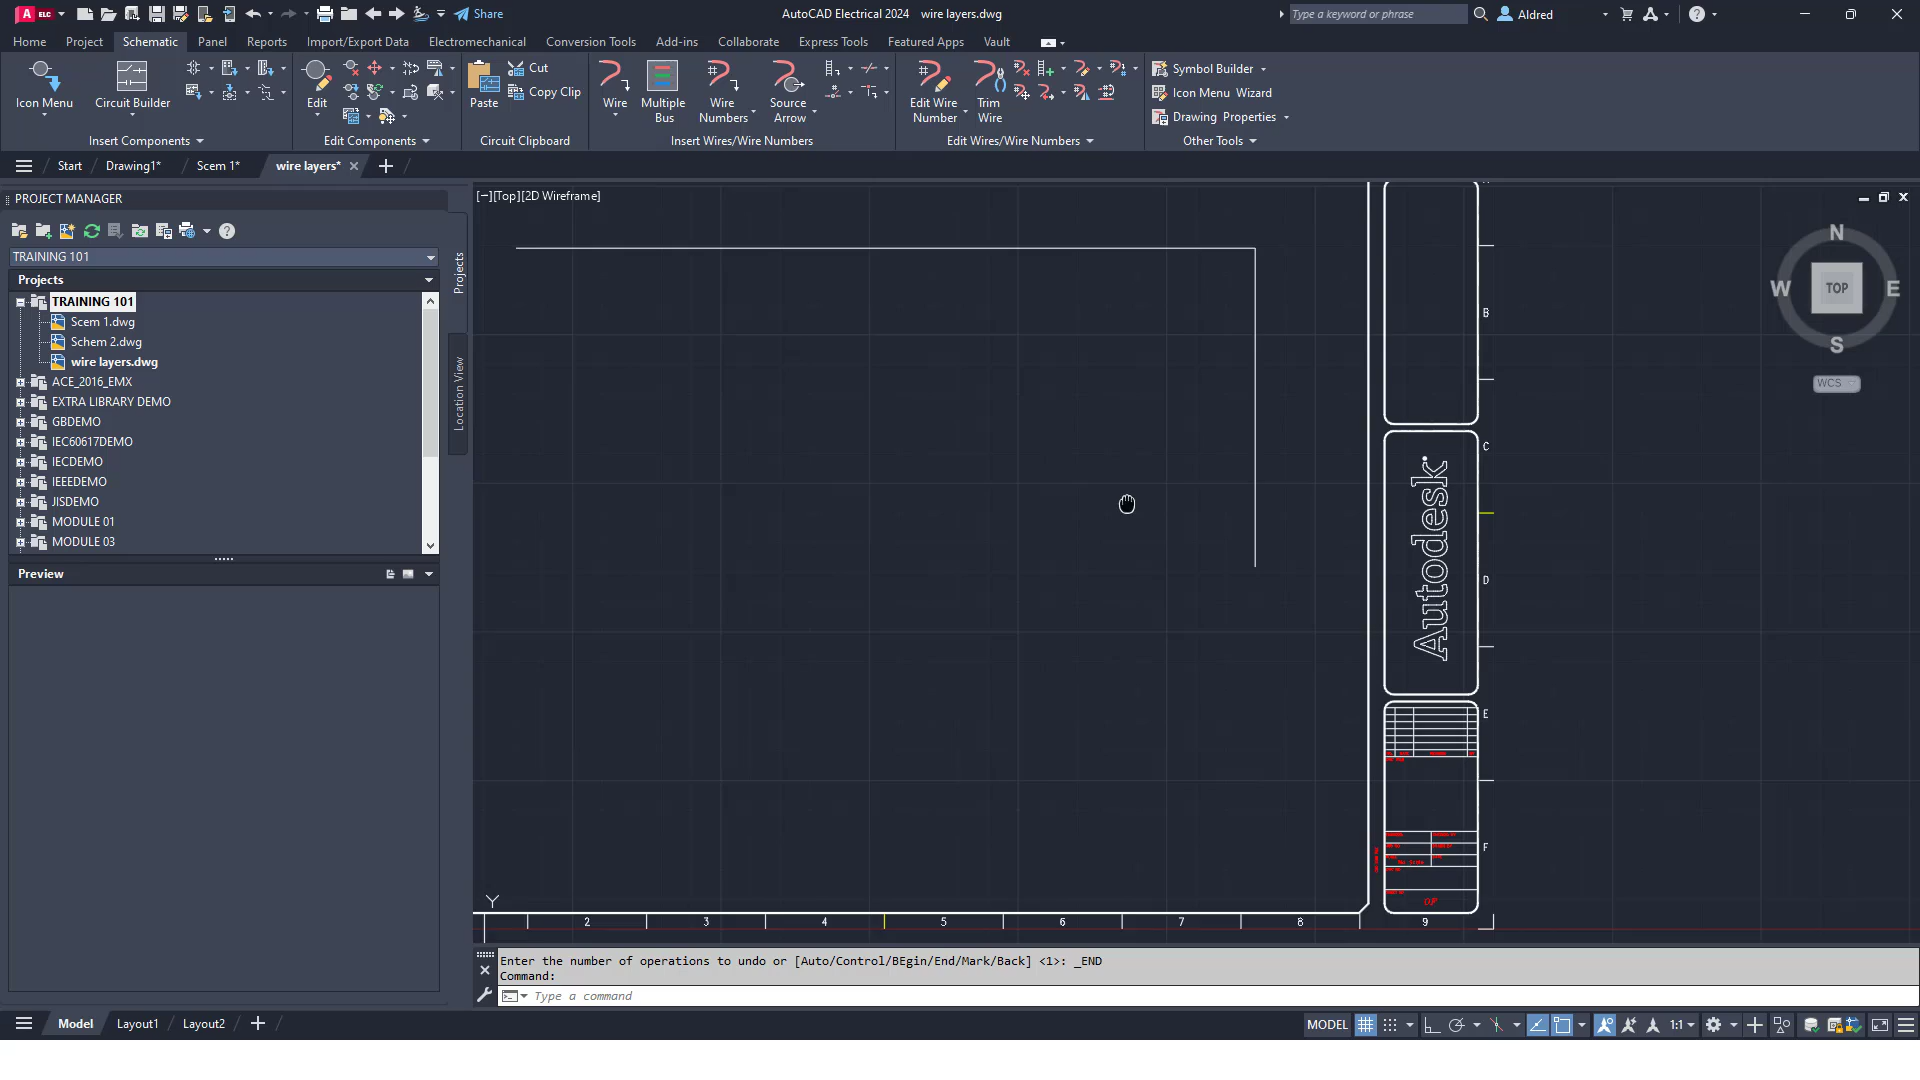 A ELC
Share
AutoCAD Electrical 2024 wire layers.dwg
Type a keyword or phrase
Aldred
Home Project Schematic Panel Reports Import/Export Data Electromechanical Conversion Tools Add-ins Collaborate Express Tools Featured Apps Vault
Icon Menu
Circuit Builder
Insert Components
Edit
Edit Components
Paste
Cut
Copy Clip
Circuit Clipboard
Wire
Multiple Bus
Wire Numbers
Source Arrow
Insert Wires/Wire Numbers
Edit Wire Number
Trim Wire
Edit Wires/Wire Numbers
Symbol Builder
Icon Menu Wizard
Drawing Properties
Other Tools
Start Drawing1* Scem 1* wire layers*
PROJECT MANAGER
TRAINING 101
Projects
TRAINING 101
Scem 1.dwg
Schem 2.dwg
wire layers.dwg
ACE_2016_EMX
EXTRA LIBRARY DEMO
GBDEMO
IEC60617DEMO
IECDEMO
IEEEDEMO
JISDEMO
MODULE 01
MODULE 03
Preview
Projects
Location View
[−][Top][2D Wireframe]
N
W TOP E
S
WCS
B
C
D
E
F
Autodesk
OF
Y
2 3 4 5 6 7 8 9
Enter the number of operations to undo or [Auto/Control/BEgin/End/Mark/Back] <1>: _END
Command:
Type a command
Model Layout1 Layout2
MODEL
1:1